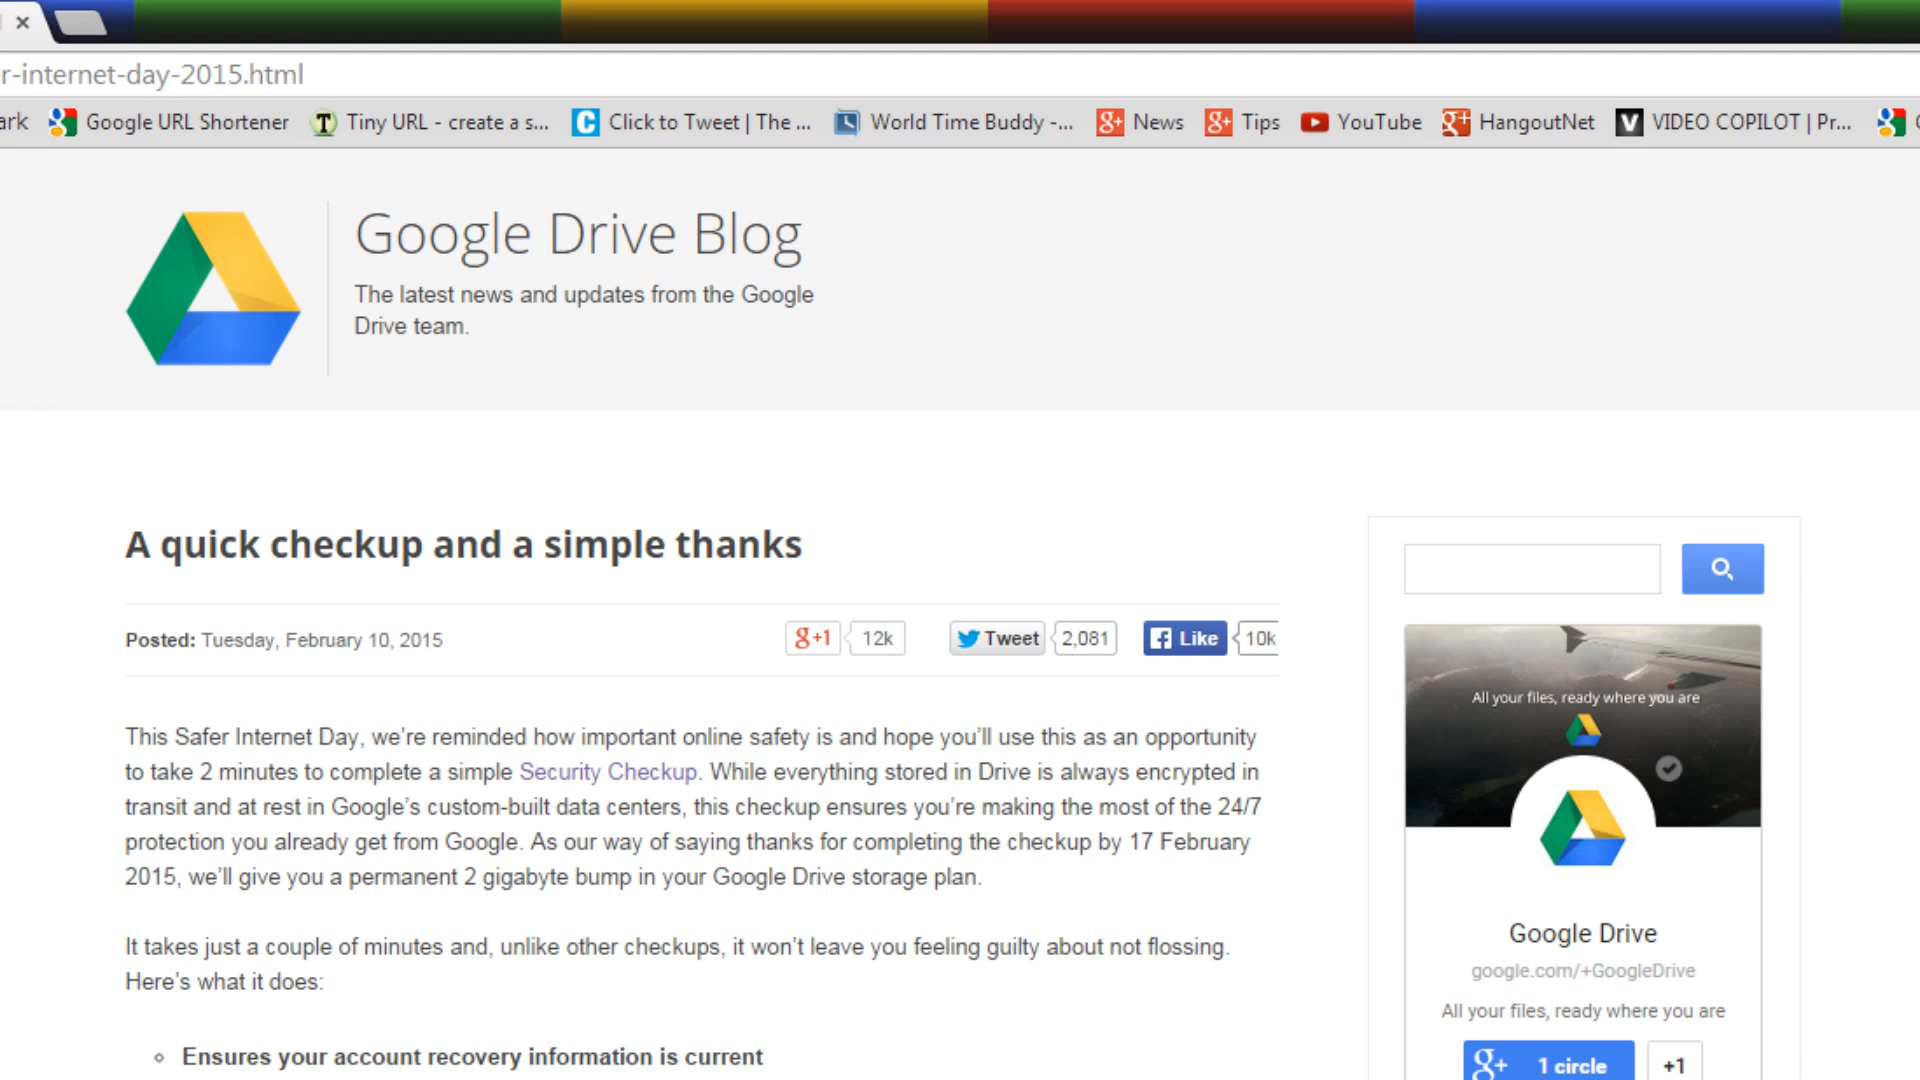 r-internet-day-2015.html
ark Google URL Shortener Tiny URL - create a s... Click to Tweet | The ... World Time Buddy -... News Tips YouTube HangoutNet VIDEO COPILOT | Pr...
Google Drive Blog
The latest news and updates from the Google
Drive team.
A quick checkup and a simple thanks
Posted: Tuesday, February 10, 2015 g+1 12k Tweet 2,081 Like 10k
This Safer Internet Day, we’re reminded how important online safety is and hope you’ll use this as an opportunity
to take 2 minutes to complete a simple Security Checkup. While everything stored in Drive is always encrypted in
transit and at rest in Google’s custom-built data centers, this checkup ensures you’re making the most of the 24/7
protection you already get from Google. As our way of saying thanks for completing the checkup by 17 February
2015, we’ll give you a permanent 2 gigabyte bump in your Google Drive storage plan.
It takes just a couple of minutes and, unlike other checkups, it won’t leave you feeling guilty about not flossing.
Here’s what it does:
Ensures your account recovery information is current
All your files, ready where you are
Google Drive
google.com/+GoogleDrive
All your files, ready where you are
g+ 1 circle +1